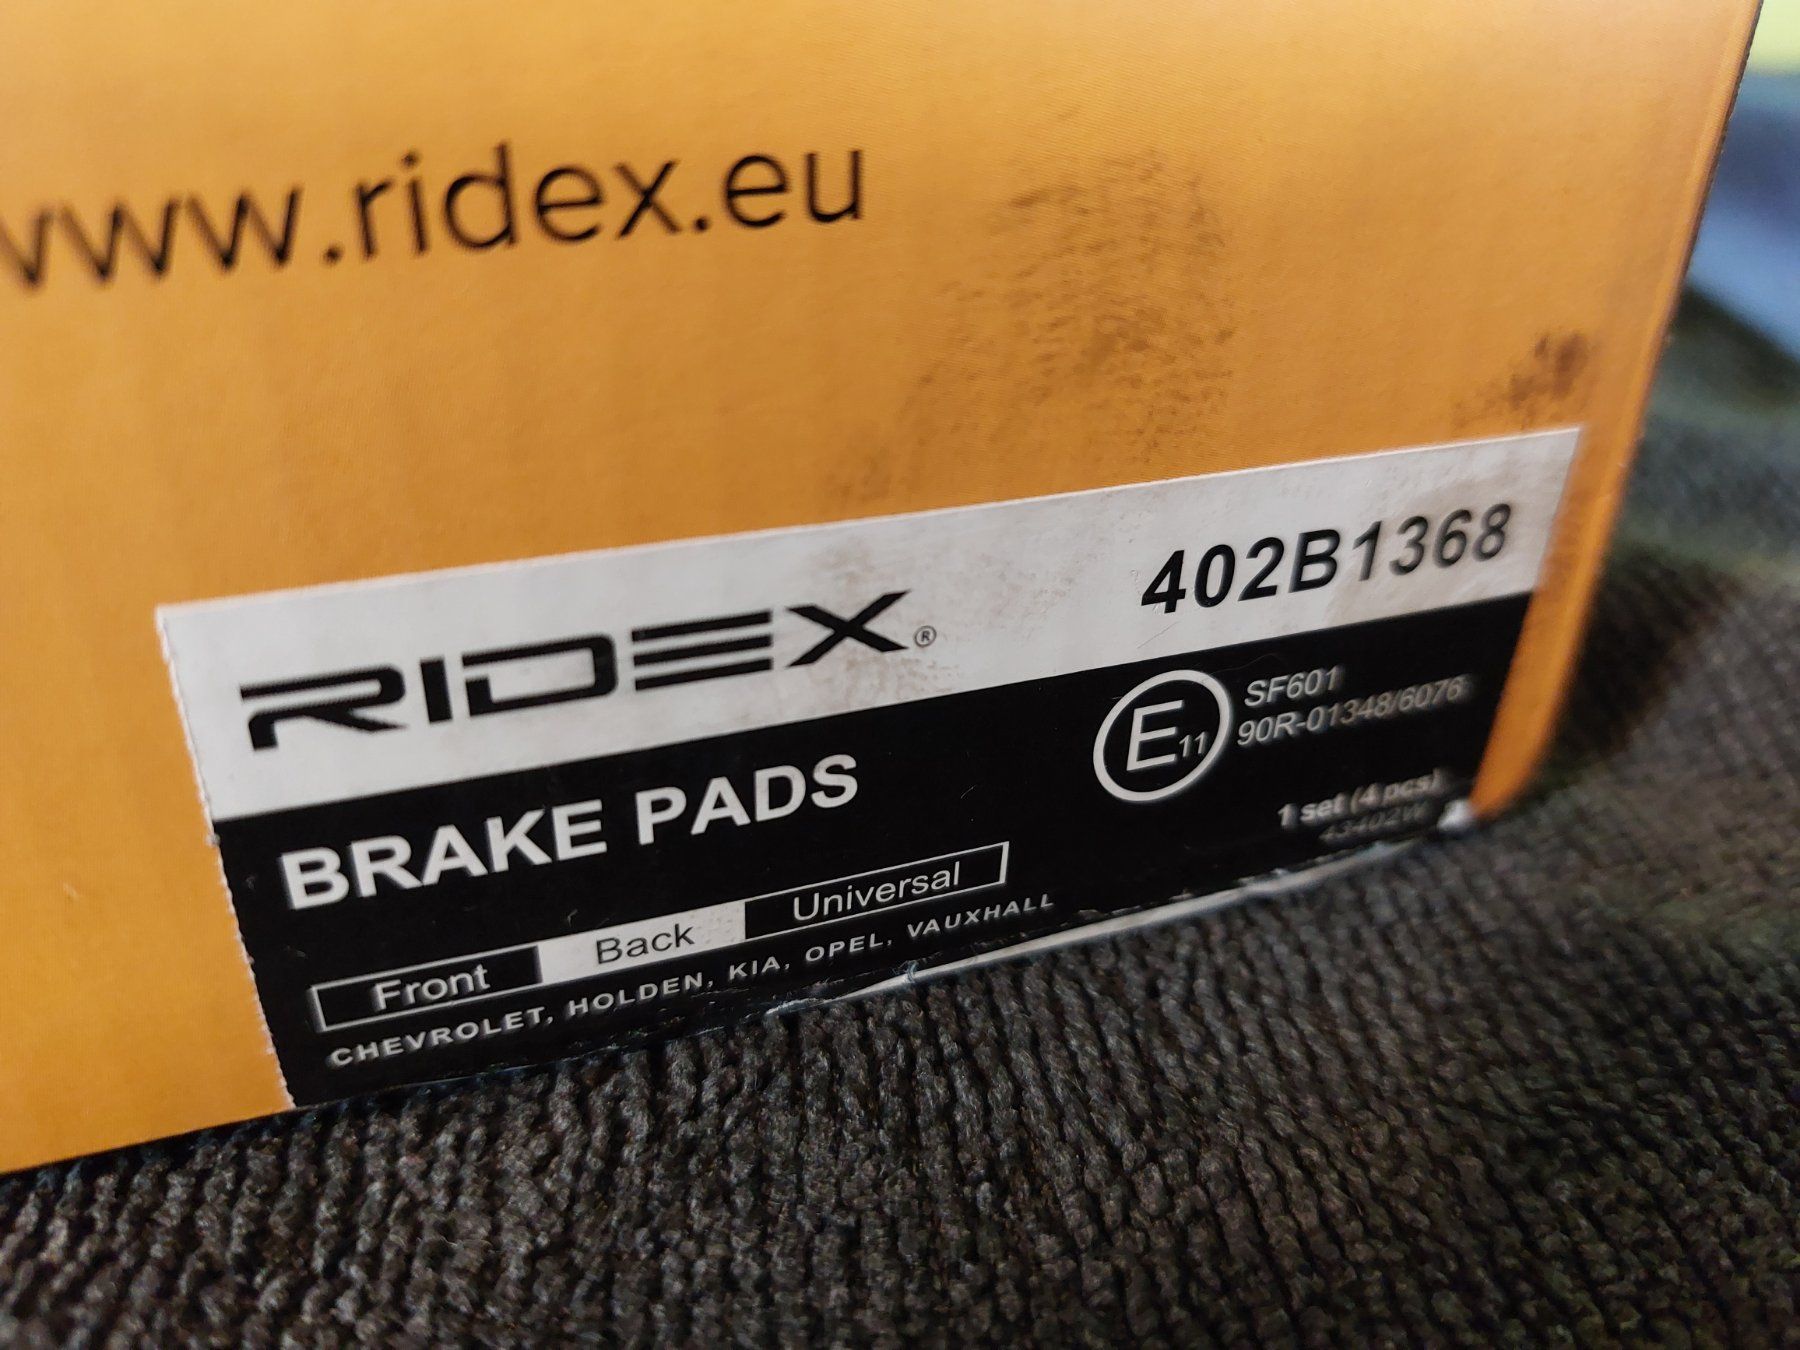 www.ridex.eu
RIDEX®
402B1368
BRAKE PADS
E11
SF601
90R-01348/6076
1 set (4 pcs)
Front Back Universal
CHEVROLET, HOLDEN, KIA, OPEL, VAUXHALL